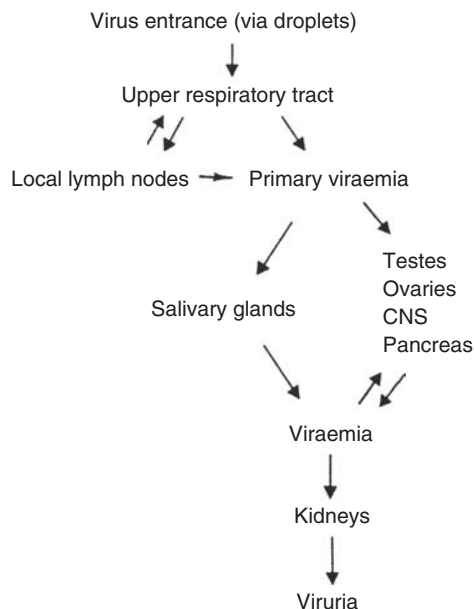 Virus entrance (via droplets)
Upper respiratory tract
Local lymph nodes
Primary viraemia
Testes
Ovaries
CNS
Pancreas
Salivary glands
Viraemia
Kidneys
Viruria